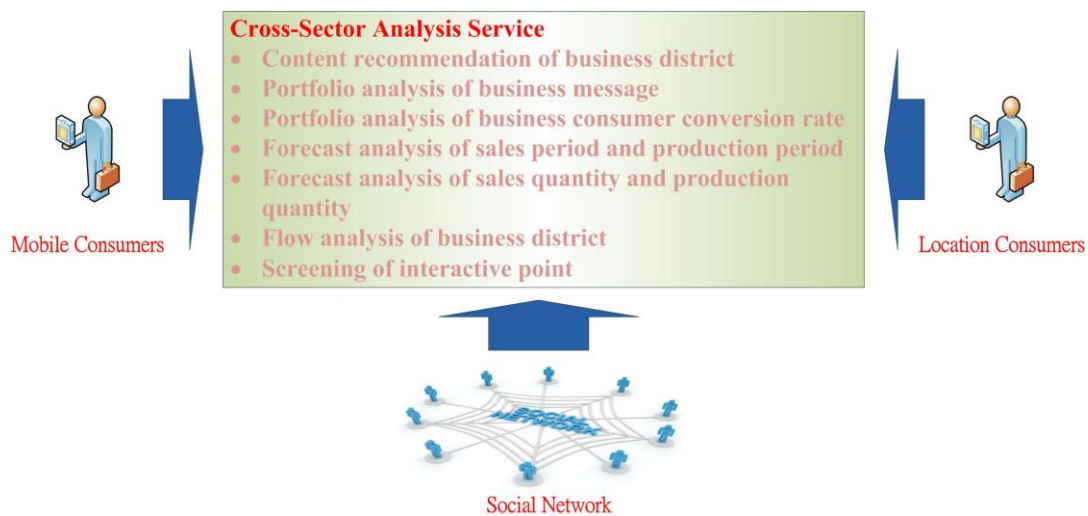 Cross-Sector Analysis Service
• Content recommendation of business district
• Portfolio analysis of business message
• Portfolio analysis of business consumer conversion rate
• Forecast analysis of sales period and production period
• Forecast analysis of sales quantity and production
quantity
• Flow analysis of business district
• Screening of interactive point
Mobile Consumers
Location Consumers
SOCIAL
NETWORK
Social Network